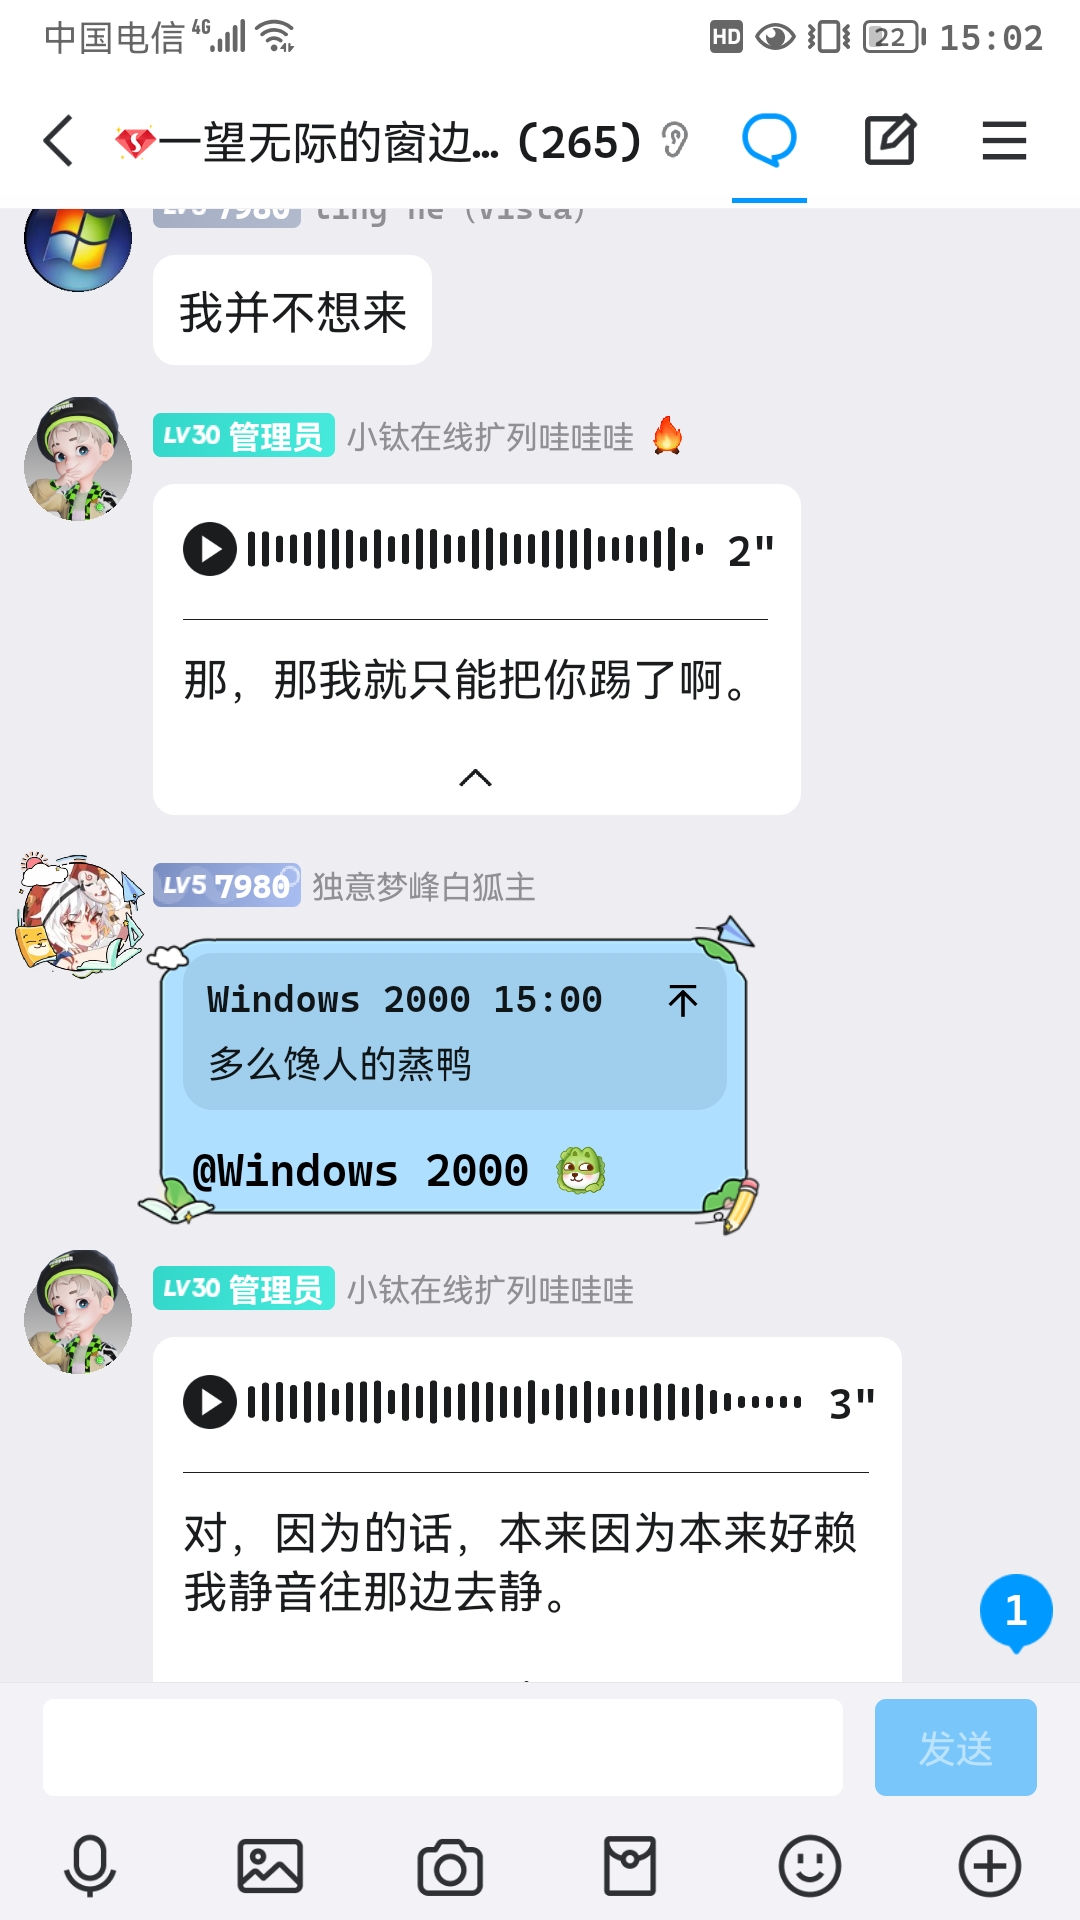 中国电信 4G HD 22 15:02
一望无际的窗边... (265)
LV5 7980 ting he (Vista)
我并不想来
LV30 管理员 小钛在线扩列哇哇哇 🔥
2"
那，那我就只能把你踢了啊。
LV5 7980 独意梦峰白狐主
Windows 2000 15:00
多么馋人的蒸鸭
@Windows 2000
LV30 管理员 小钛在线扩列哇哇哇
3"
对，因为的话，本来因为本来好赖
我静音往那边去静。
1
发送